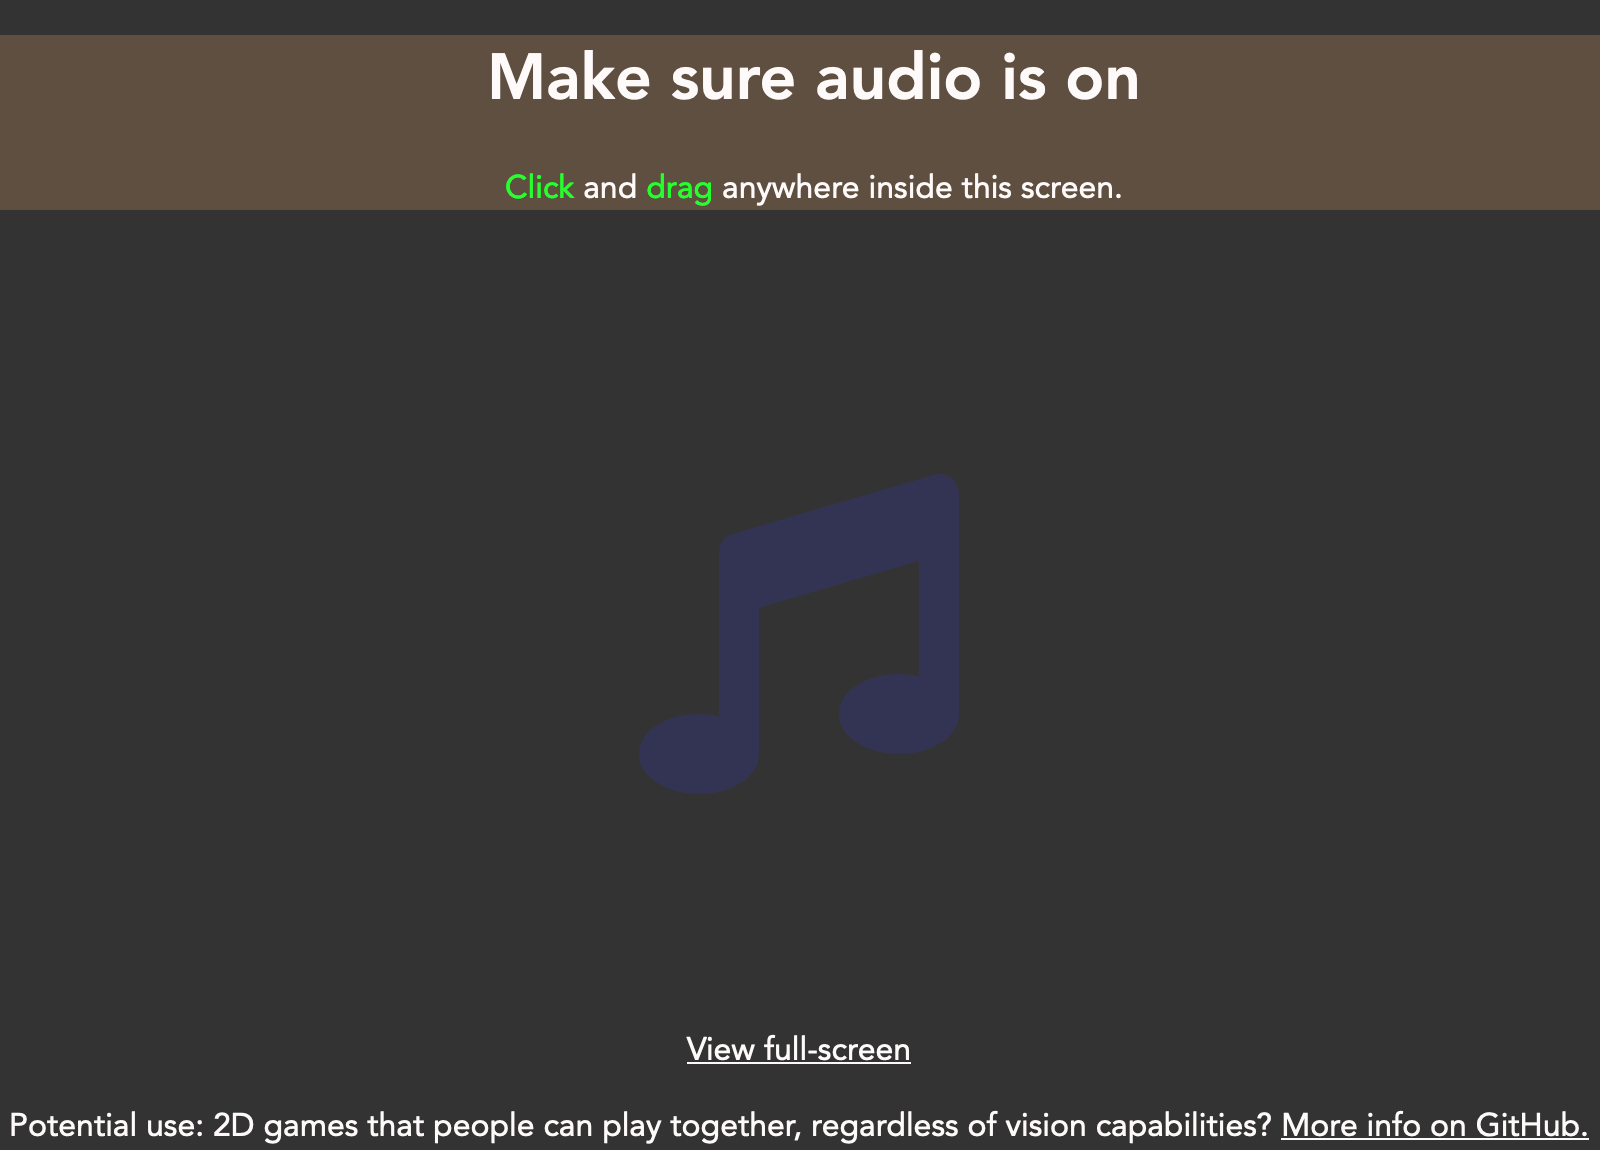 Make sure audio is on
Click and drag anywhere inside this screen.
View full-screen
Potential use: 2D games that people can play together, regardless of vision capabilities? More info on GitHub.